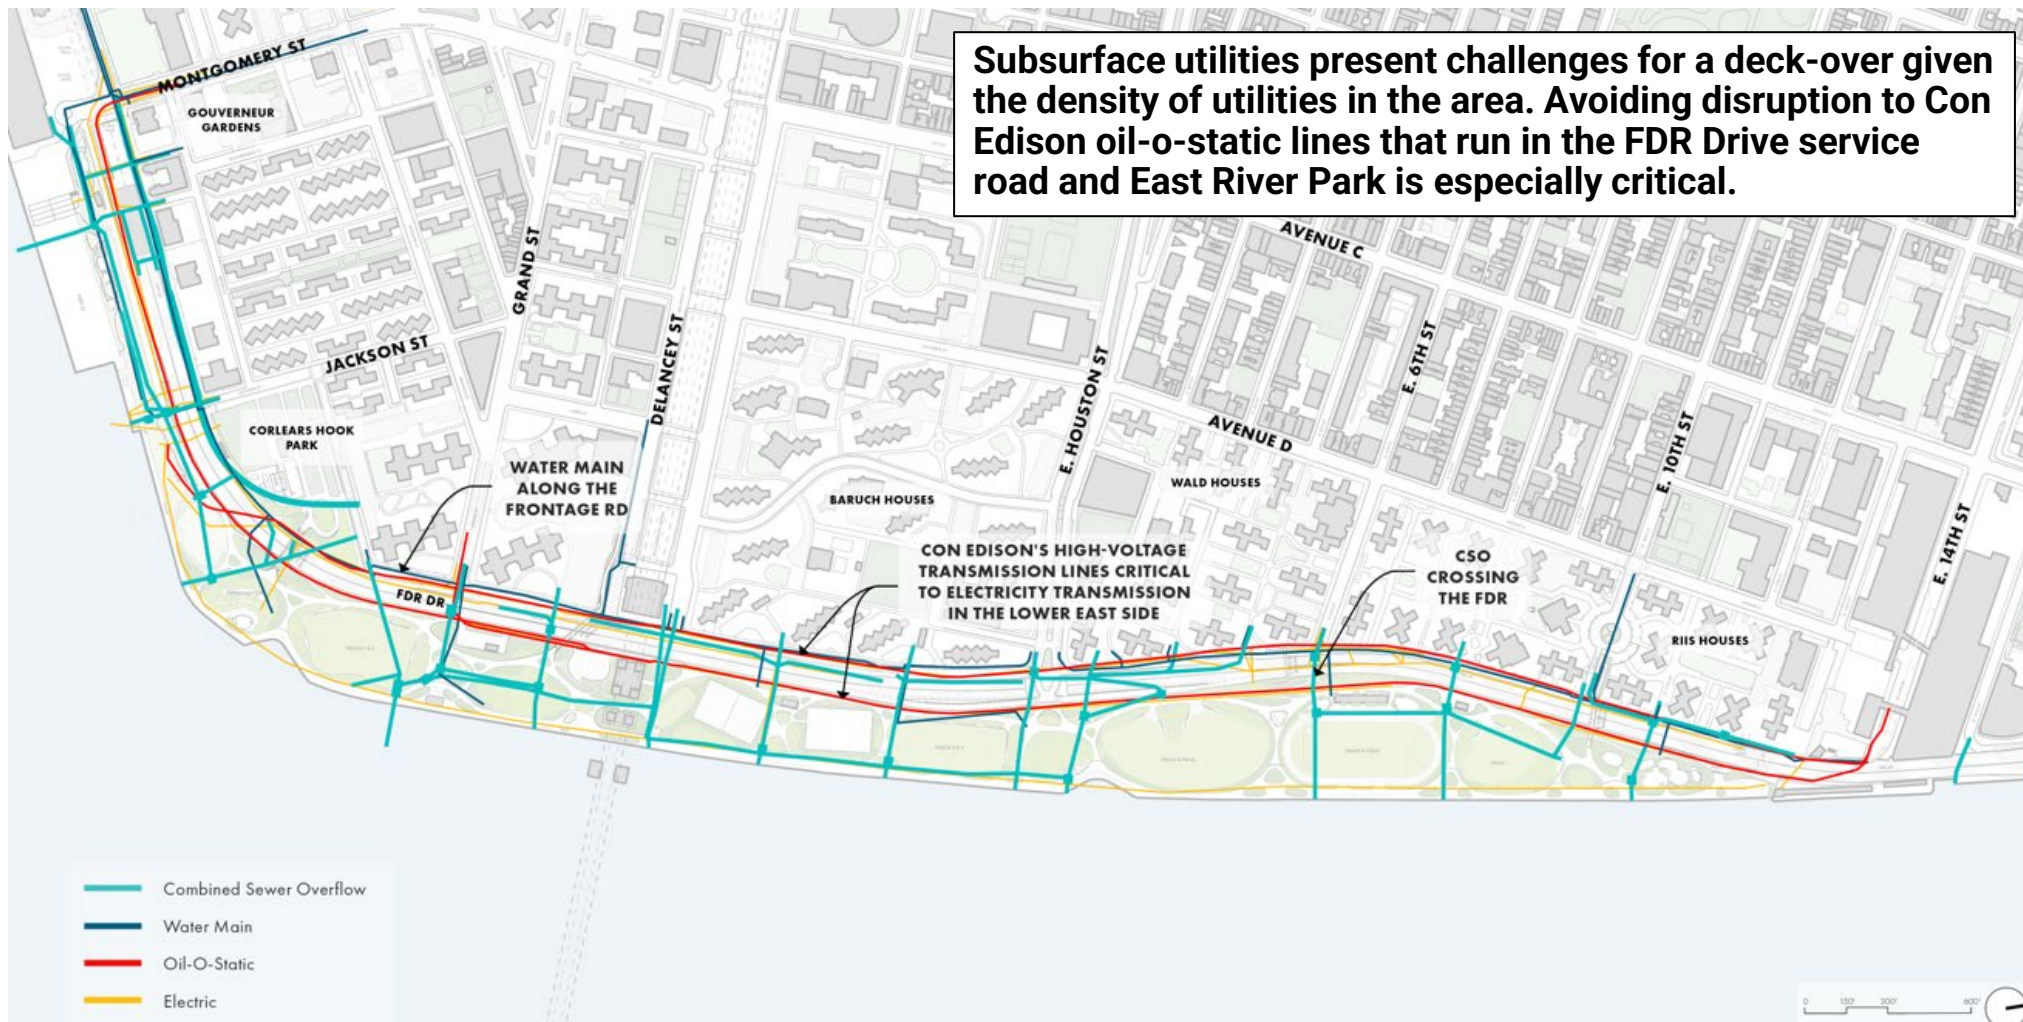 Subsurface utilities present challenges for a deck-over given
the density of utilities in the area. Avoiding disruption to Con
Edison oil-o-static lines that run in the FDR Drive service
road and East River Park is especially critical.
MONTGOMERY ST
GOUVERNEUR
GARDENS
GRAND ST
JACKSON ST
DELANCEY ST
CORLEARS HOOK
PARK
WATER MAIN
ALONG THE
FRONTAGE RD
FDR DR
BARUCH HOUSES
E. HOUSTON ST
CON EDISON'S HIGH-VOLTAGE
TRANSMISSION LINES CRITICAL
TO ELECTRICITY TRANSMISSION
IN THE LOWER EAST SIDE
AVENUE C
AVENUE D
WALD HOUSES
E. 6TH ST
CSO
CROSSING
THE FDR
E. 10TH ST
RIIS HOUSES
E. 14TH ST
Combined Sewer Overflow
Water Main
Oil-O-Static
Electric
0 150' 300' 600'